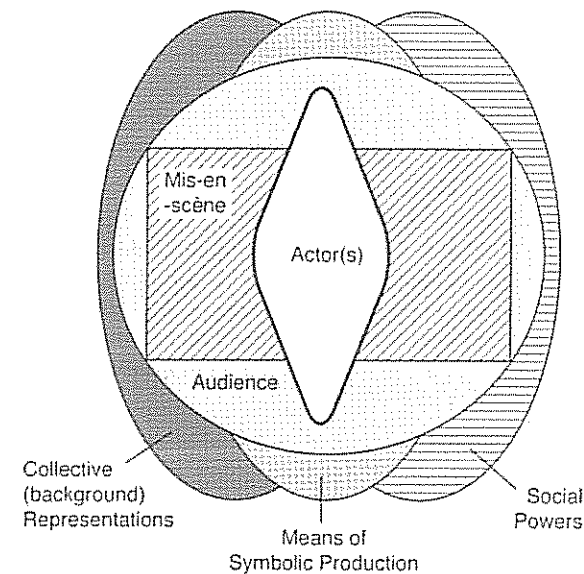 Mis-en
-scène
Actor(s)
Audience
Collective
(background)
Representations
Means of
Symbolic Production
Social
Powers